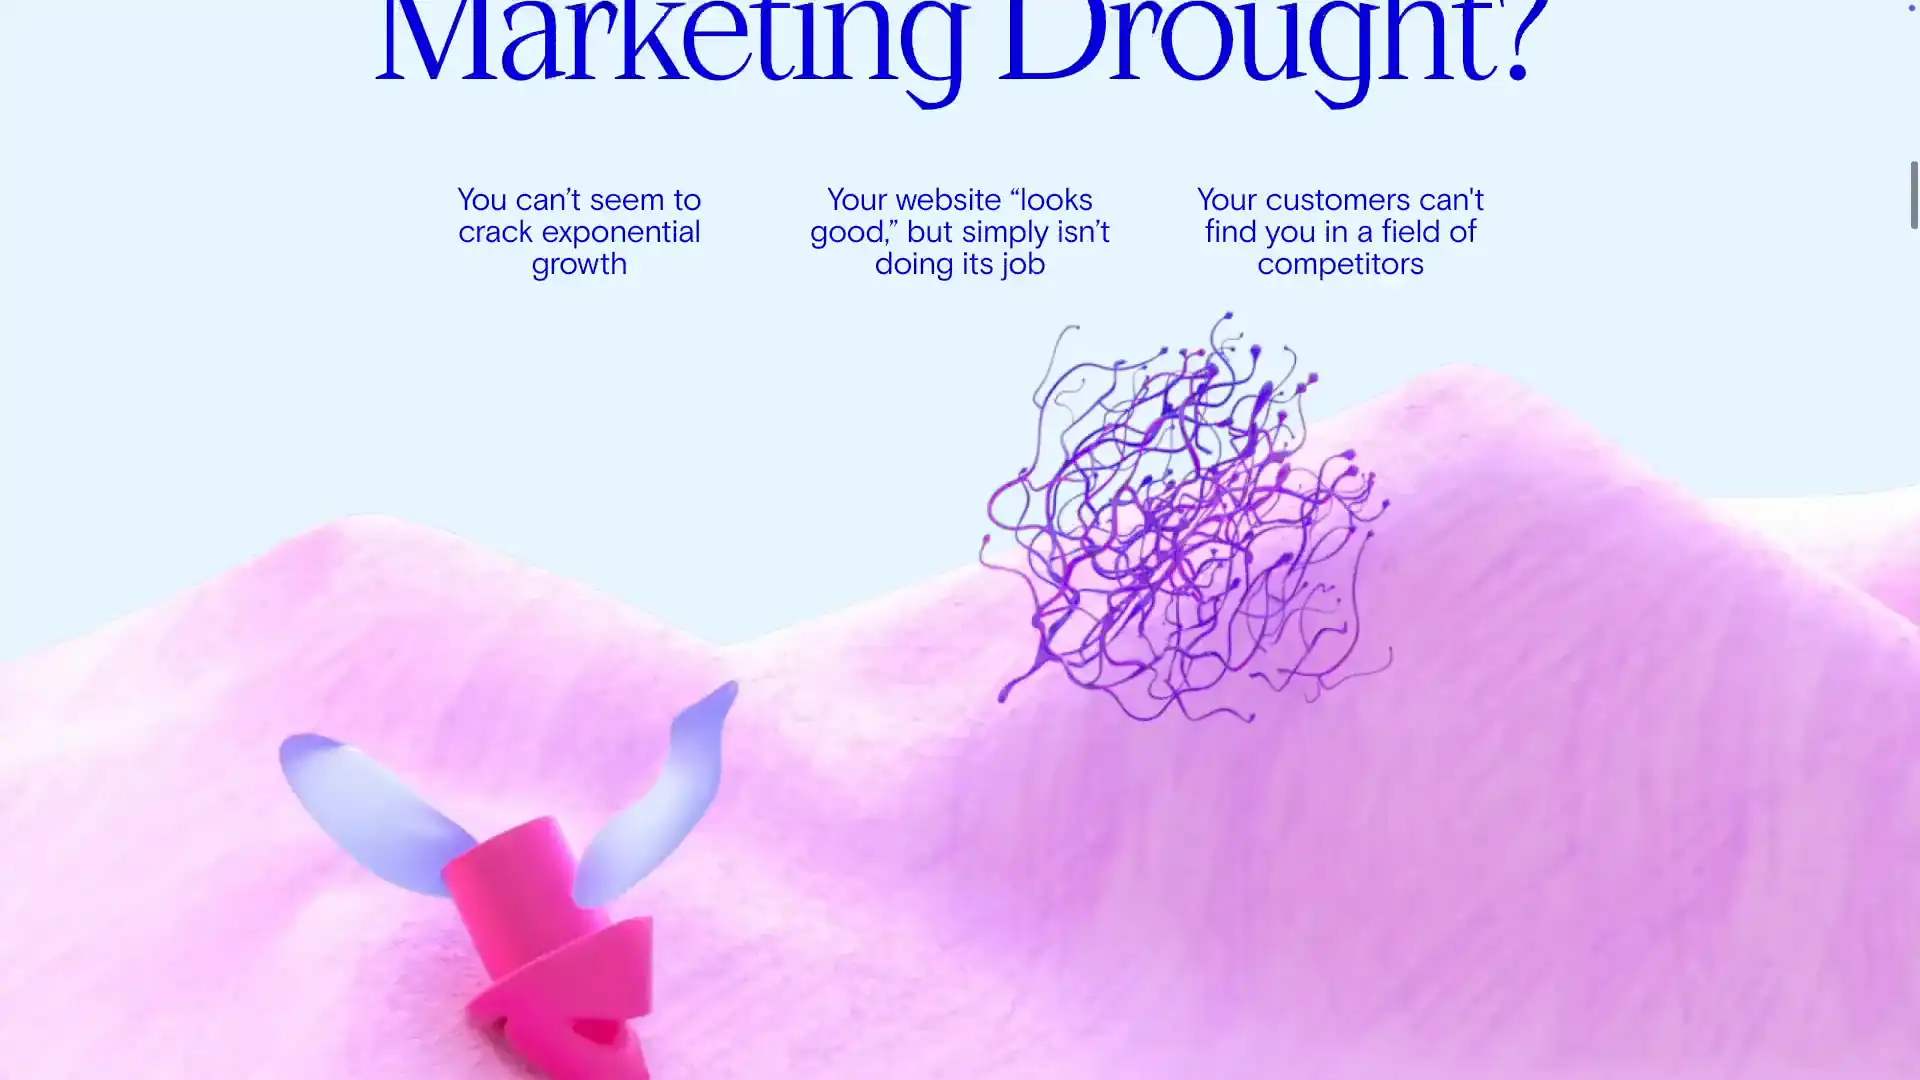 Marketing Drought?
You can’t seem to
crack exponential
growth
Your website “looks
good,” but simply isn’t
doing its job
Your customers can't
find you in a field of
competitors